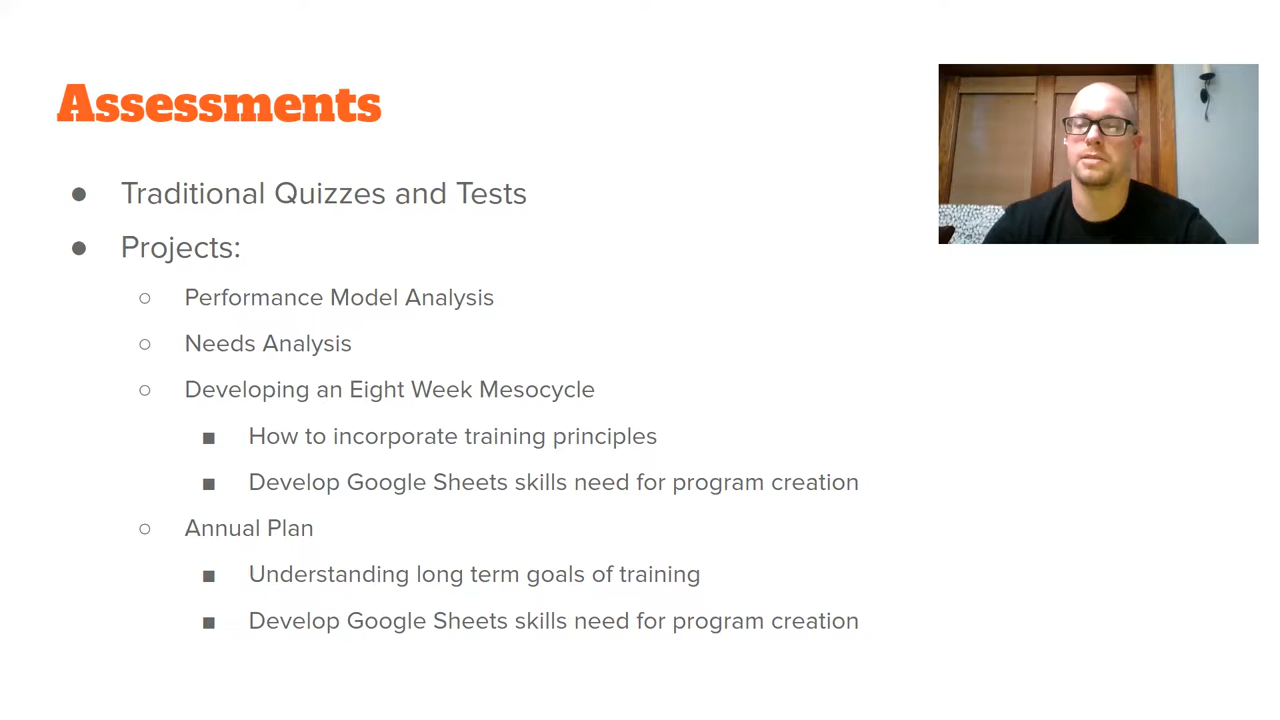 Assessments
● Traditional Quizzes and Tests
● Projects:
○ Performance Model Analysis
○ Needs Analysis
○ Developing an Eight Week Mesocycle
■ How to incorporate training principles
■ Develop Google Sheets skills need for program creation
○ Annual Plan
■ Understanding long term goals of training
■ Develop Google Sheets skills need for program creation